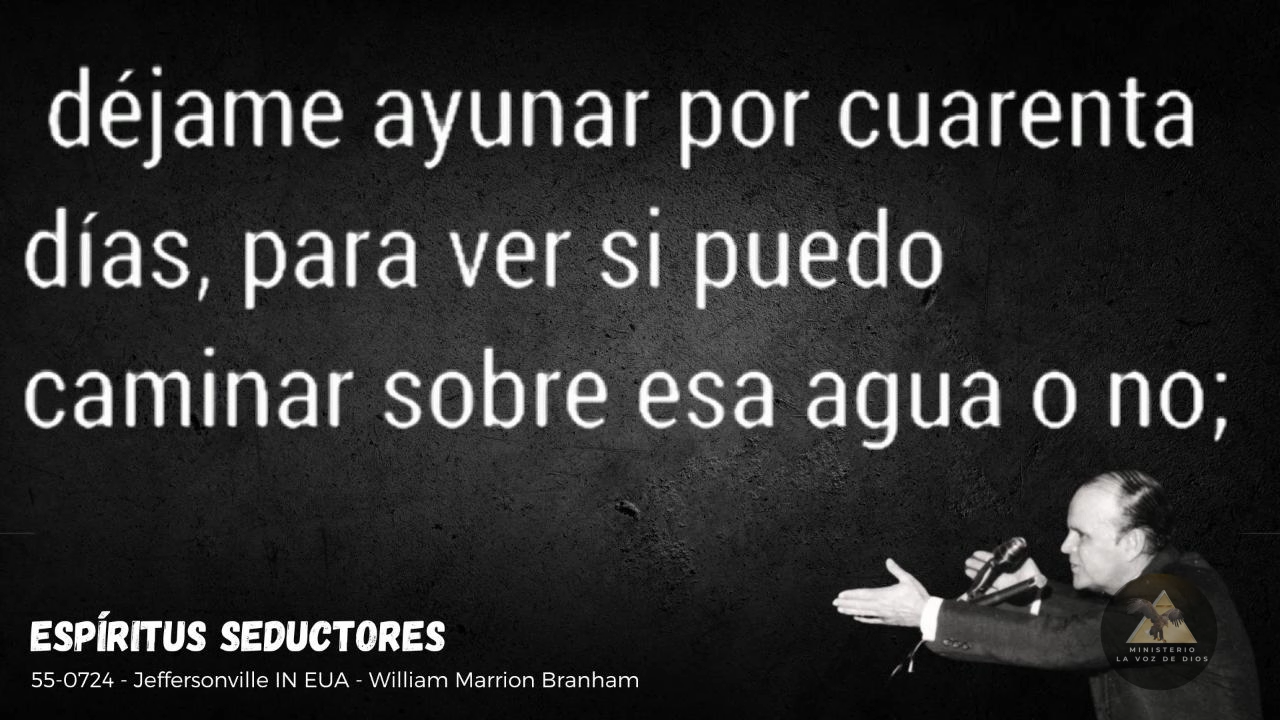 déjame ayunar por cuarenta
días, para ver si puedo
caminar sobre esa agua o no;
ESPÍRITUS SEDUCTORES
55-0724 - Jeffersonville IN EUA - William Marrion Branham
MINISTERIO
LA VOZ DE DIOS